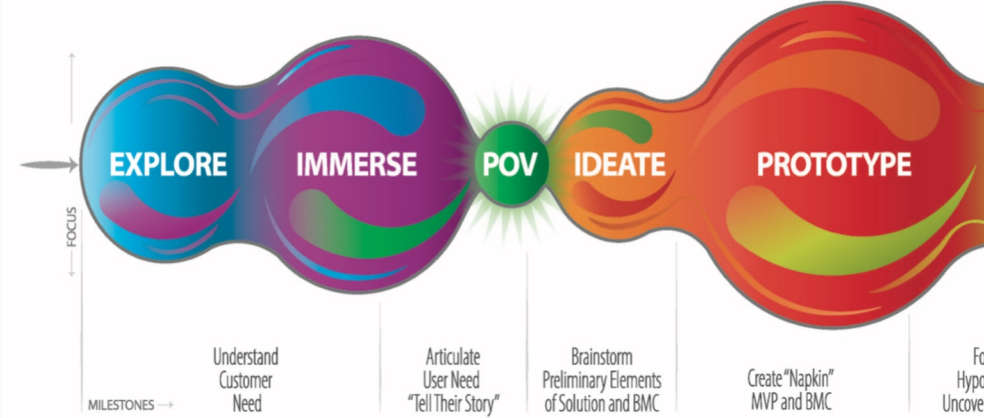 EXPLORE
IMMERSE
POV
IDEATE
PROTOTYPE
FOCUS
Understand
Customer
Need
Articulate
User Need
"Tell Their Story"
Brainstorm
Preliminary Elements
of Solution and BMC
Create "Napkin"
MVP and BMC
MILESTONES